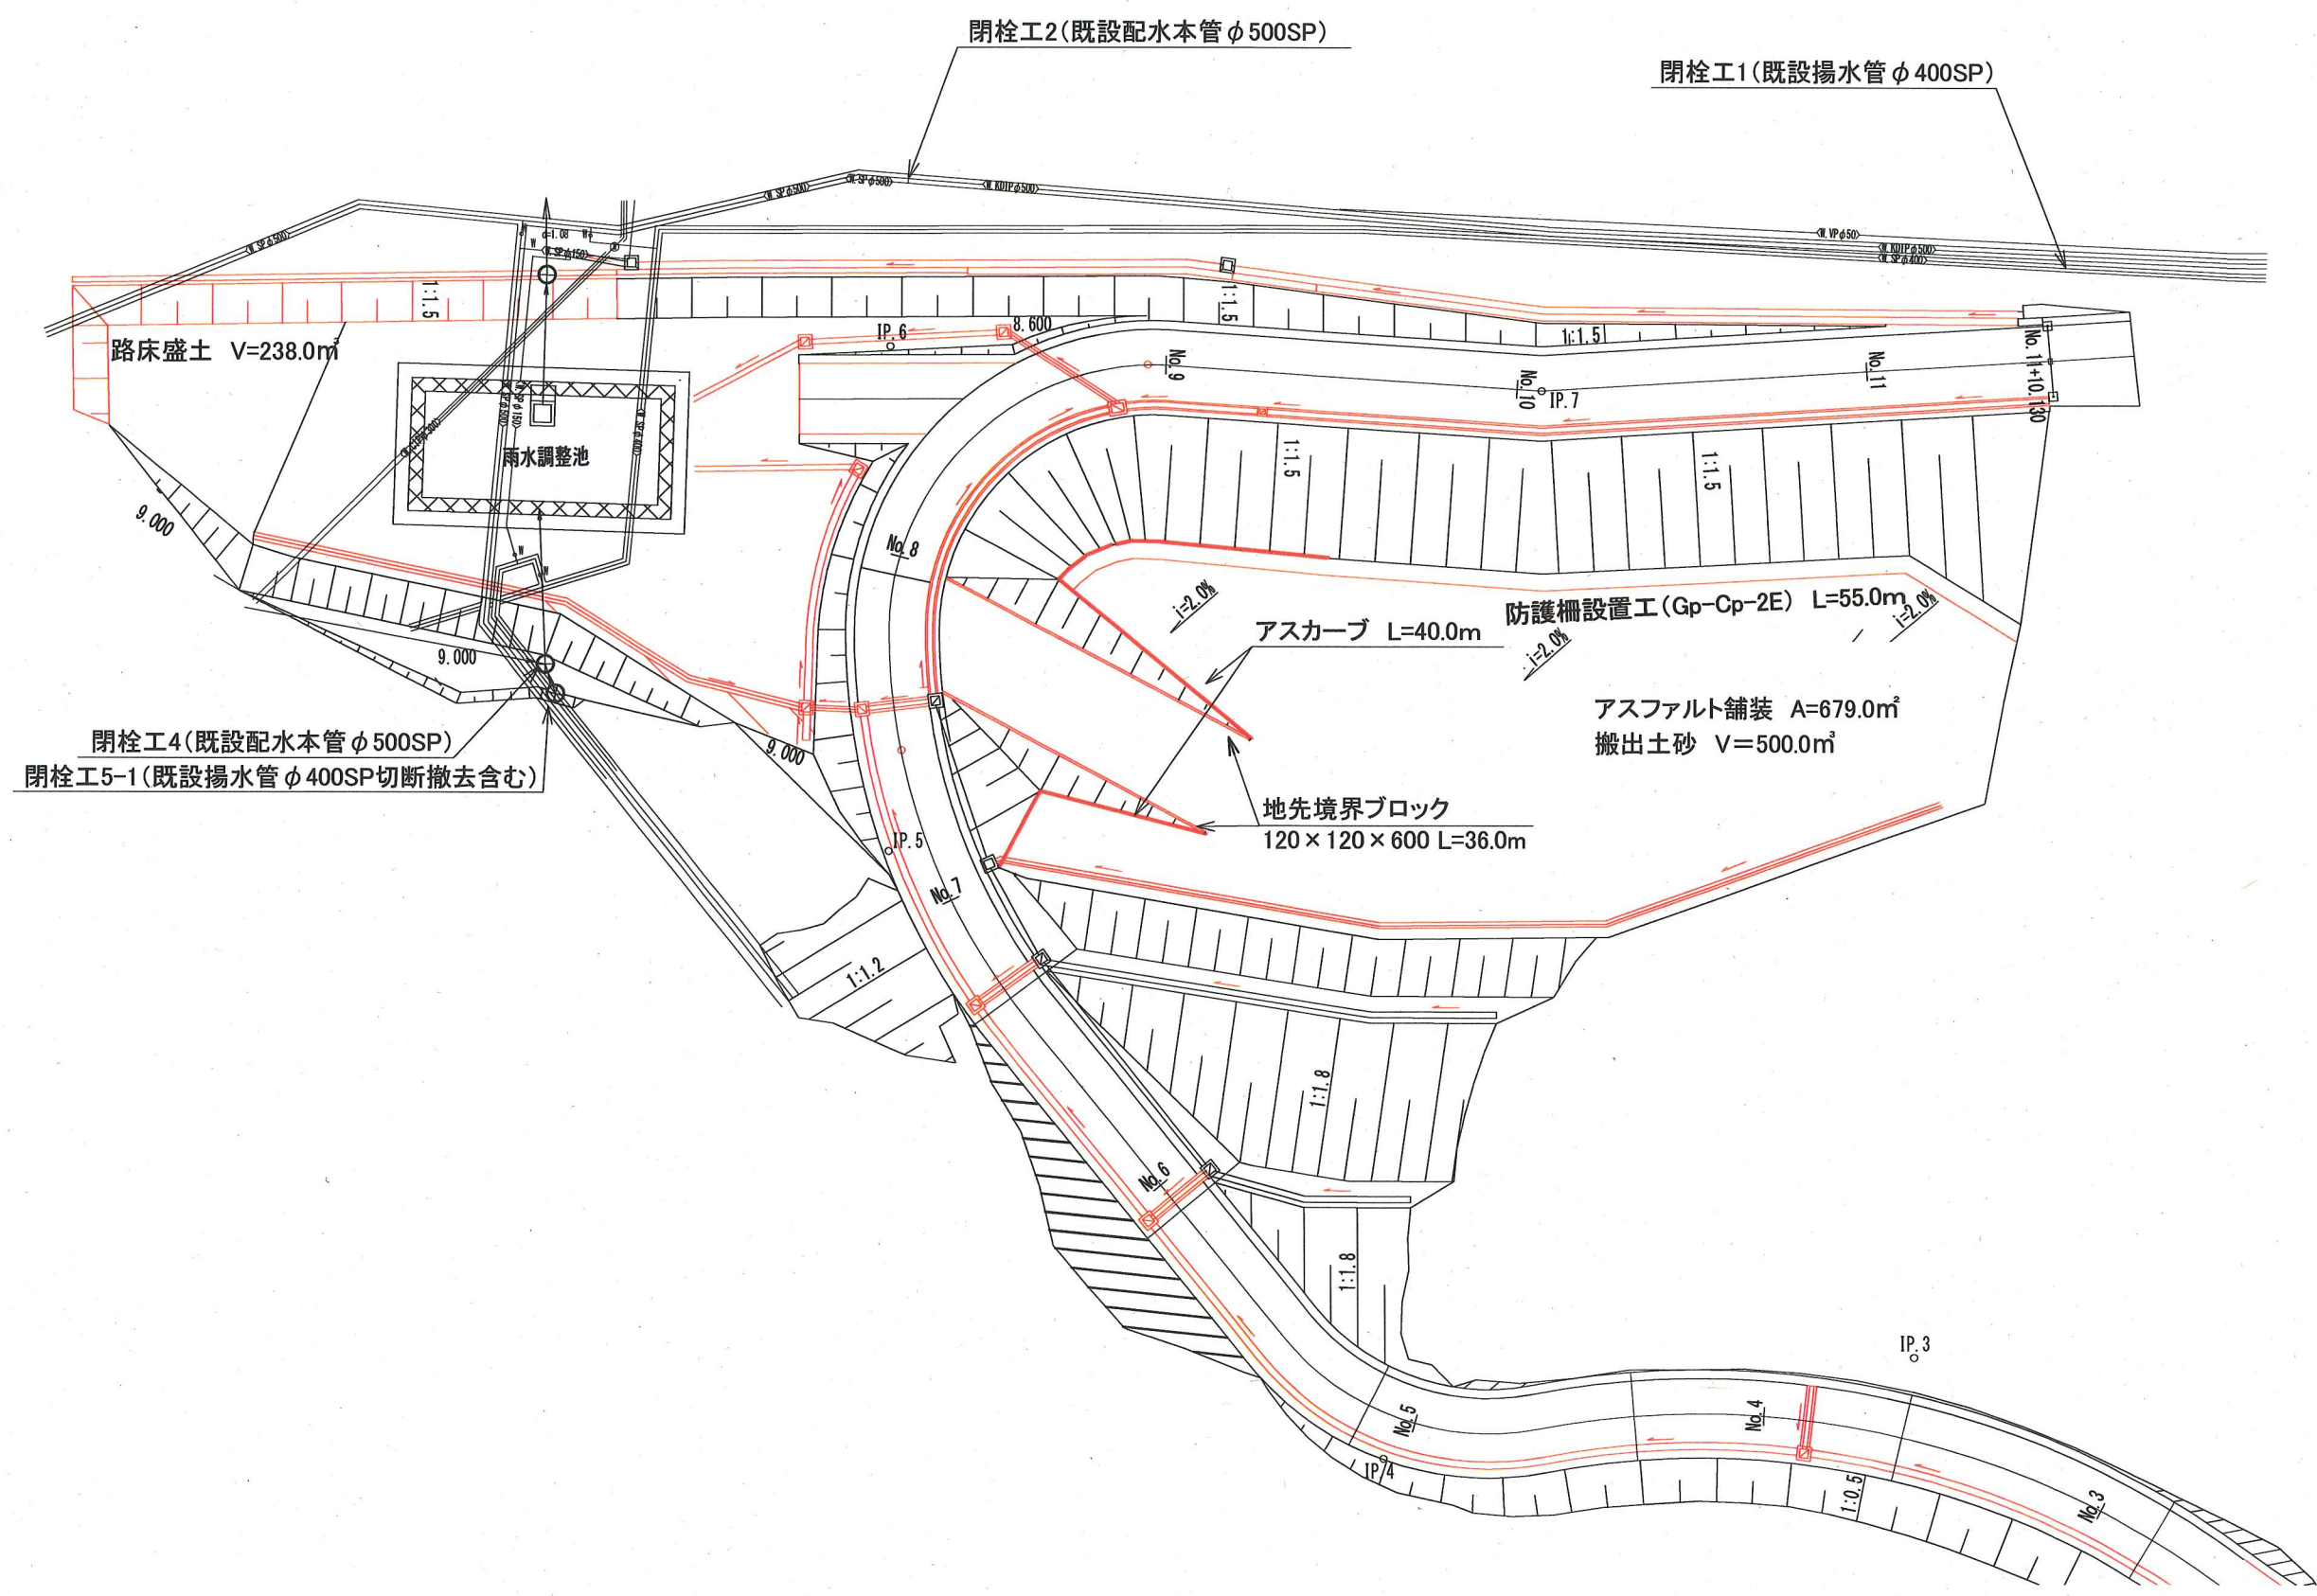 閉栓工2(既設配水本管φ500SP)
閉栓工1(既設揚水管φ400SP)
〈W.SPφ500〉
〈W.SPφ500〉
〈W.KDIPφ500〉
〈W.SPφ500〉
〈W.VPφ50〉
〈W.KDIPφ500〉
〈W.SPφ400〉
d=1.08
W
W
W
〈W.SPφ150〉
1:1.5
1:1.5
1:1.5
路床盛土 V=238.0㎥
IP.6
8.600
No.9
No.10
IP.7
No.11
No.11+10.130
雨水調整池
1:1.5
1:1.5
9.000
No.8
W
W
i=2.0%
防護柵設置工(Gp-Cp-2E) L=55.0m
i=2.0%
i=2.0%
アスカーブ L=40.0m
9.000
アスファルト舗装 A=679.0㎡
搬出土砂 V=500.0㎥
閉栓工4(既設配水本管φ500SP)
閉栓工5-1(既設揚水管φ400SP切断撤去含む)
9.000
地先境界ブロック
120×120×600 L=36.0m
IP.5
No.7
1:1.2
1:1.8
No.6
1:1.8
IP.3
No.5
No.4
IP.4
1:0.5
No.3